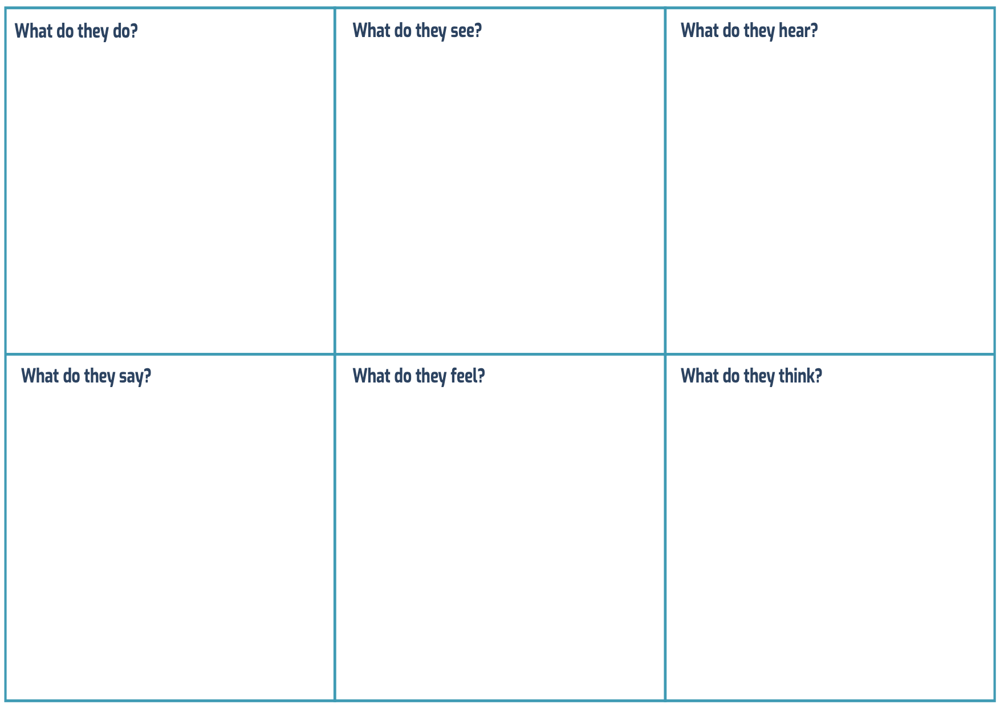 What do they do?
What do they see?
What do they hear?
What do they say?
What do they feel?
What do they think?